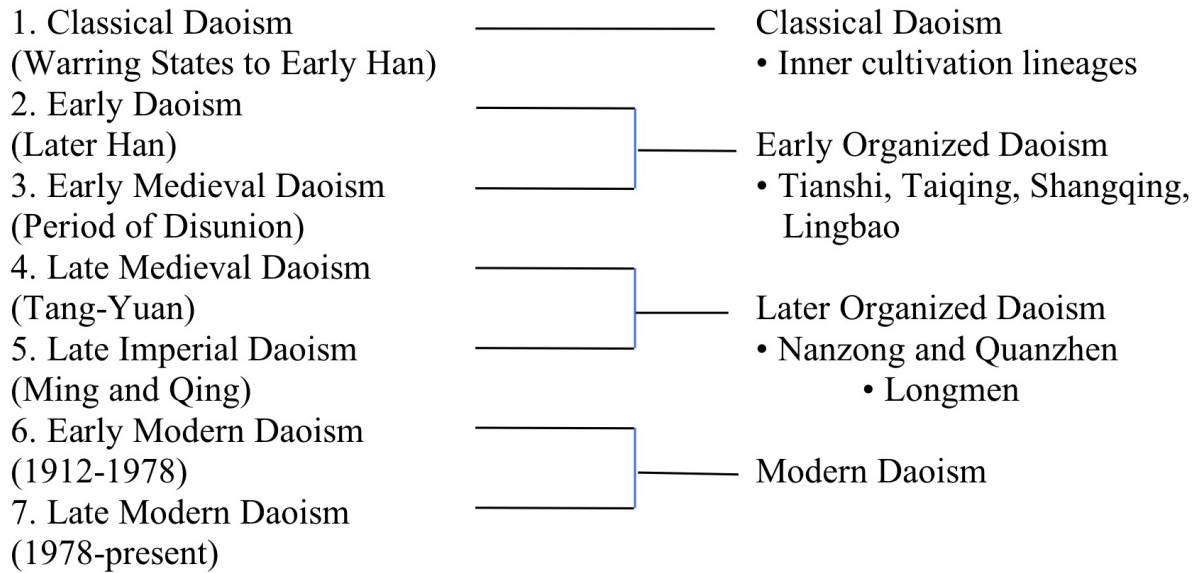 1. Classical Daoism
(Warring States to Early Han)
2. Early Daoism
(Later Han)
3. Early Medieval Daoism
(Period of Disunion)
4. Late Medieval Daoism
(Tang-Yuan)
5. Late Imperial Daoism
(Ming and Qing)
6. Early Modern Daoism
(1912-1978)
7. Late Modern Daoism
(1978-present)
Classical Daoism
• Inner cultivation lineages
Early Organized Daoism
• Tianshi, Taiqing, Shangqing,
Lingbao
Later Organized Daoism
• Nanzong and Quanzhen
• Longmen
Modern Daoism